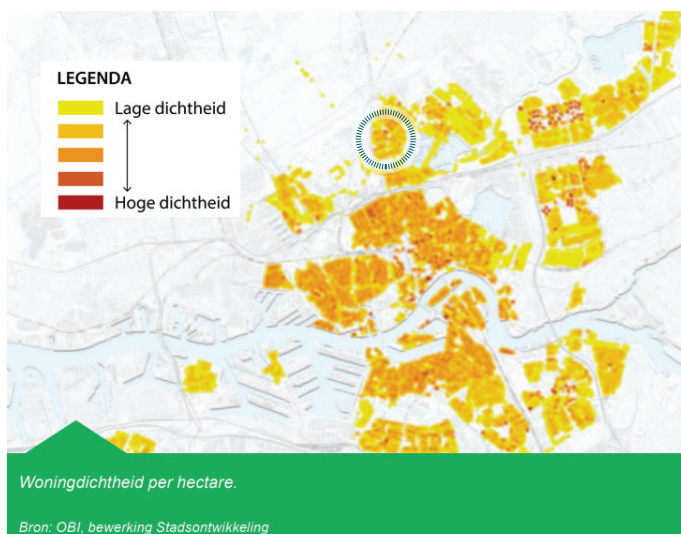 LEGENDA
Lage dichtheid
Hoge dichtheid
Woningdichtheid per hectare.
Bron: OBI, bewerking Stadsontwikkeling